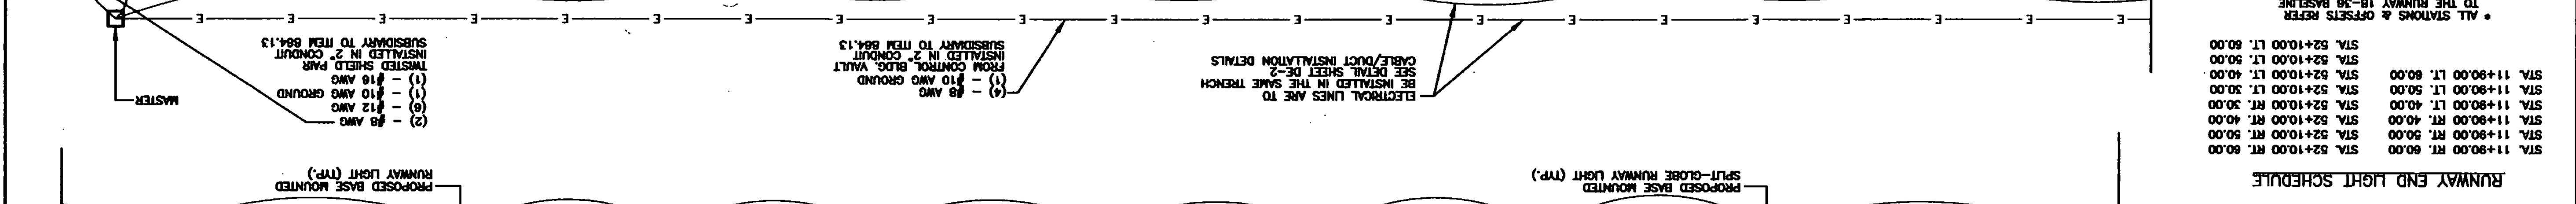 RUNWAY END LIGHT SCHEDULE
STA. 11+90.00 RT. 60.00 STA. 52+10.00 RT. 60.00
STA. 11+90.00 RT. 50.00 STA. 52+10.00 RT. 50.00
STA. 11+90.00 RT. 40.00 STA. 52+10.00 RT. 40.00
STA. 11+90.00 LT. 40.00 STA. 52+10.00 RT. 30.00
STA. 11+90.00 LT. 50.00 STA. 52+10.00 LT. 30.00
STA. 11+90.00 LT. 60.00 STA. 52+10.00 LT. 40.00
STA. 52+10.00 LT. 50.00
STA. 52+10.00 LT. 60.00
* ALL STATIONS & OFFSETS REFER
TO THE RUNWAY 18-36 BASELINE
PROPOSED BASE MOUNTED
SPLIT-GLOBE RUNWAY LIGHT (TYP.)
ELECTRICAL LINES ARE TO
BE INSTALLED IN THE SAME TRENCH
SEE DETAIL SHEET DE-2
CABLE/DUCT INSTALLATION DETAILS
(4) - #8 AWG
(1) - #10 AWG GROUND
FROM CONTROL BLDG. VAULT
INSTALLED IN 2" CONDUIT
SUBSIDIARY TO ITEM 664.13
PROPOSED BASE MOUNTED
RUNWAY LIGHT (TYP.)
(2) - #8 AWG
(6) - #12 AWG
(1) - #10 AWG GROUND
(1) - #16 AWG
TWISTED SHIELD PAIR
INSTALLED IN 2" CONDUIT
SUBSIDIARY TO ITEM 664.13
MASTER
E E E E E E E E E E E E E E E E E E E E E E